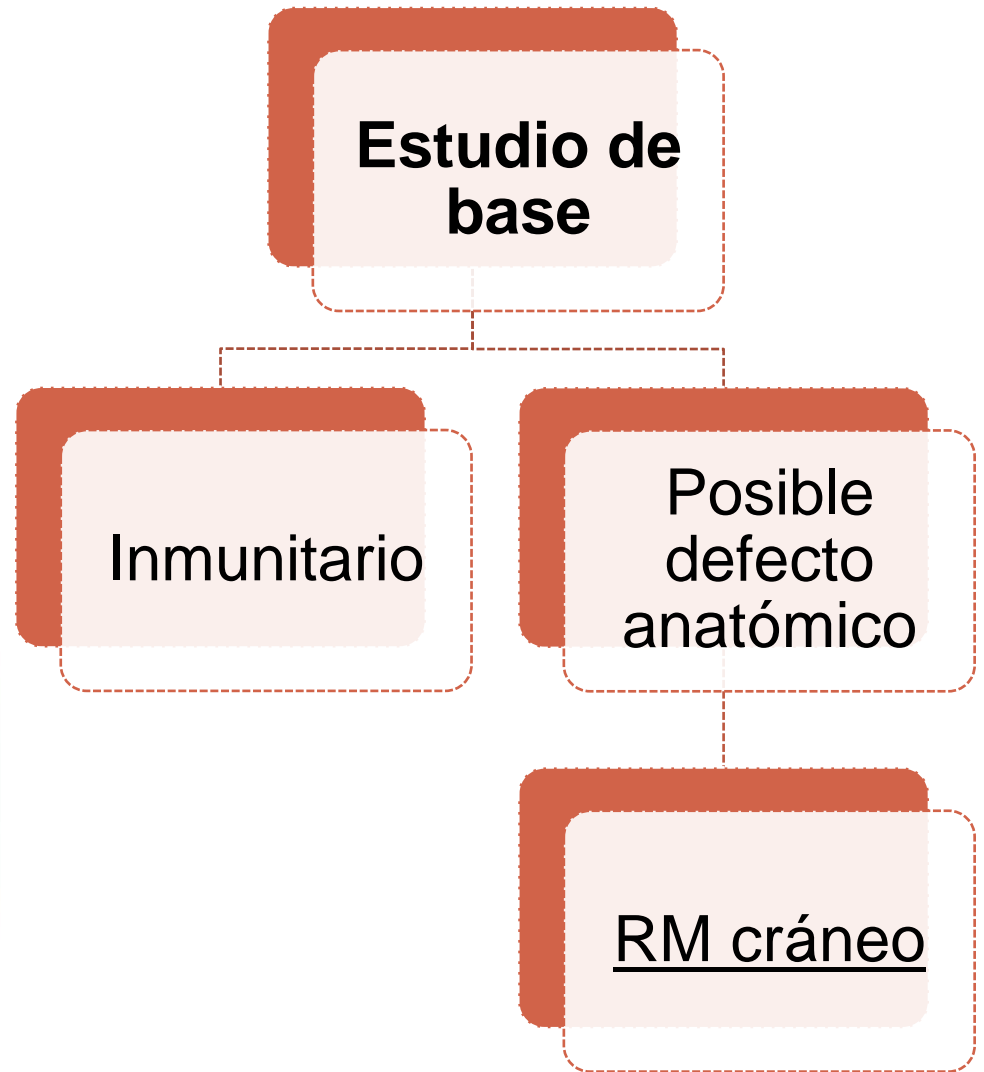 Estudio de
base
Inmunitario
Posible
defecto
anatómico
RM cráneo